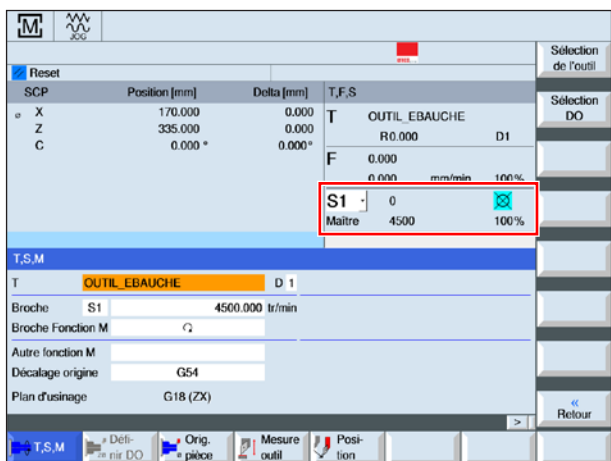 M
JOG
Sélection de l'outil
Reset
SCP Position [mm] Delta [mm] T,F,S
Sélection DO
ø X 170.000 0.000 T OUTIL_EBAUCHE
Z 335.000 0.000 R0.000 D1
C 0.000 ° 0.000° F 0.000
0.000 mm/min 100%
S1 0
Maître 4500 100%
T,S,M
T OUTIL_EBAUCHE D 1
Broche S1 4500.000 tr/min
Broche Fonction M
Autre fonction M
Décalage origine G54
Plan d'usinage G18 (ZX)
«
Retour
>
T,S,M Défi- nir DO Orig. pièce Mesure outil Posi- tion